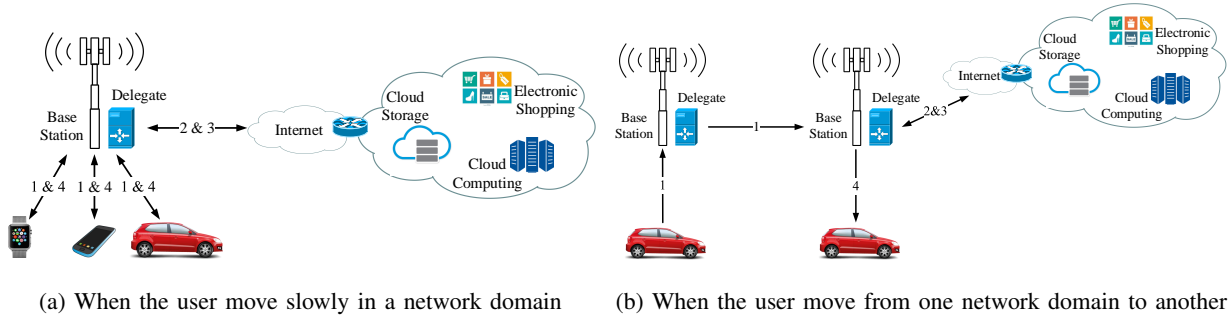 Base
Station
Delegate
2 & 3
Internet
Cloud
Storage
Electronic
Shopping
Cloud
Computing
1 & 4
1 & 4
1 & 4
(a) When the user move slowly in a network domain
Base
Station
Delegate
1
Base
Station
Delegate
2&3
Internet
Cloud
Storage
Electronic
Shopping
Cloud
Computing
1
4
(b) When the user move from one network domain to another